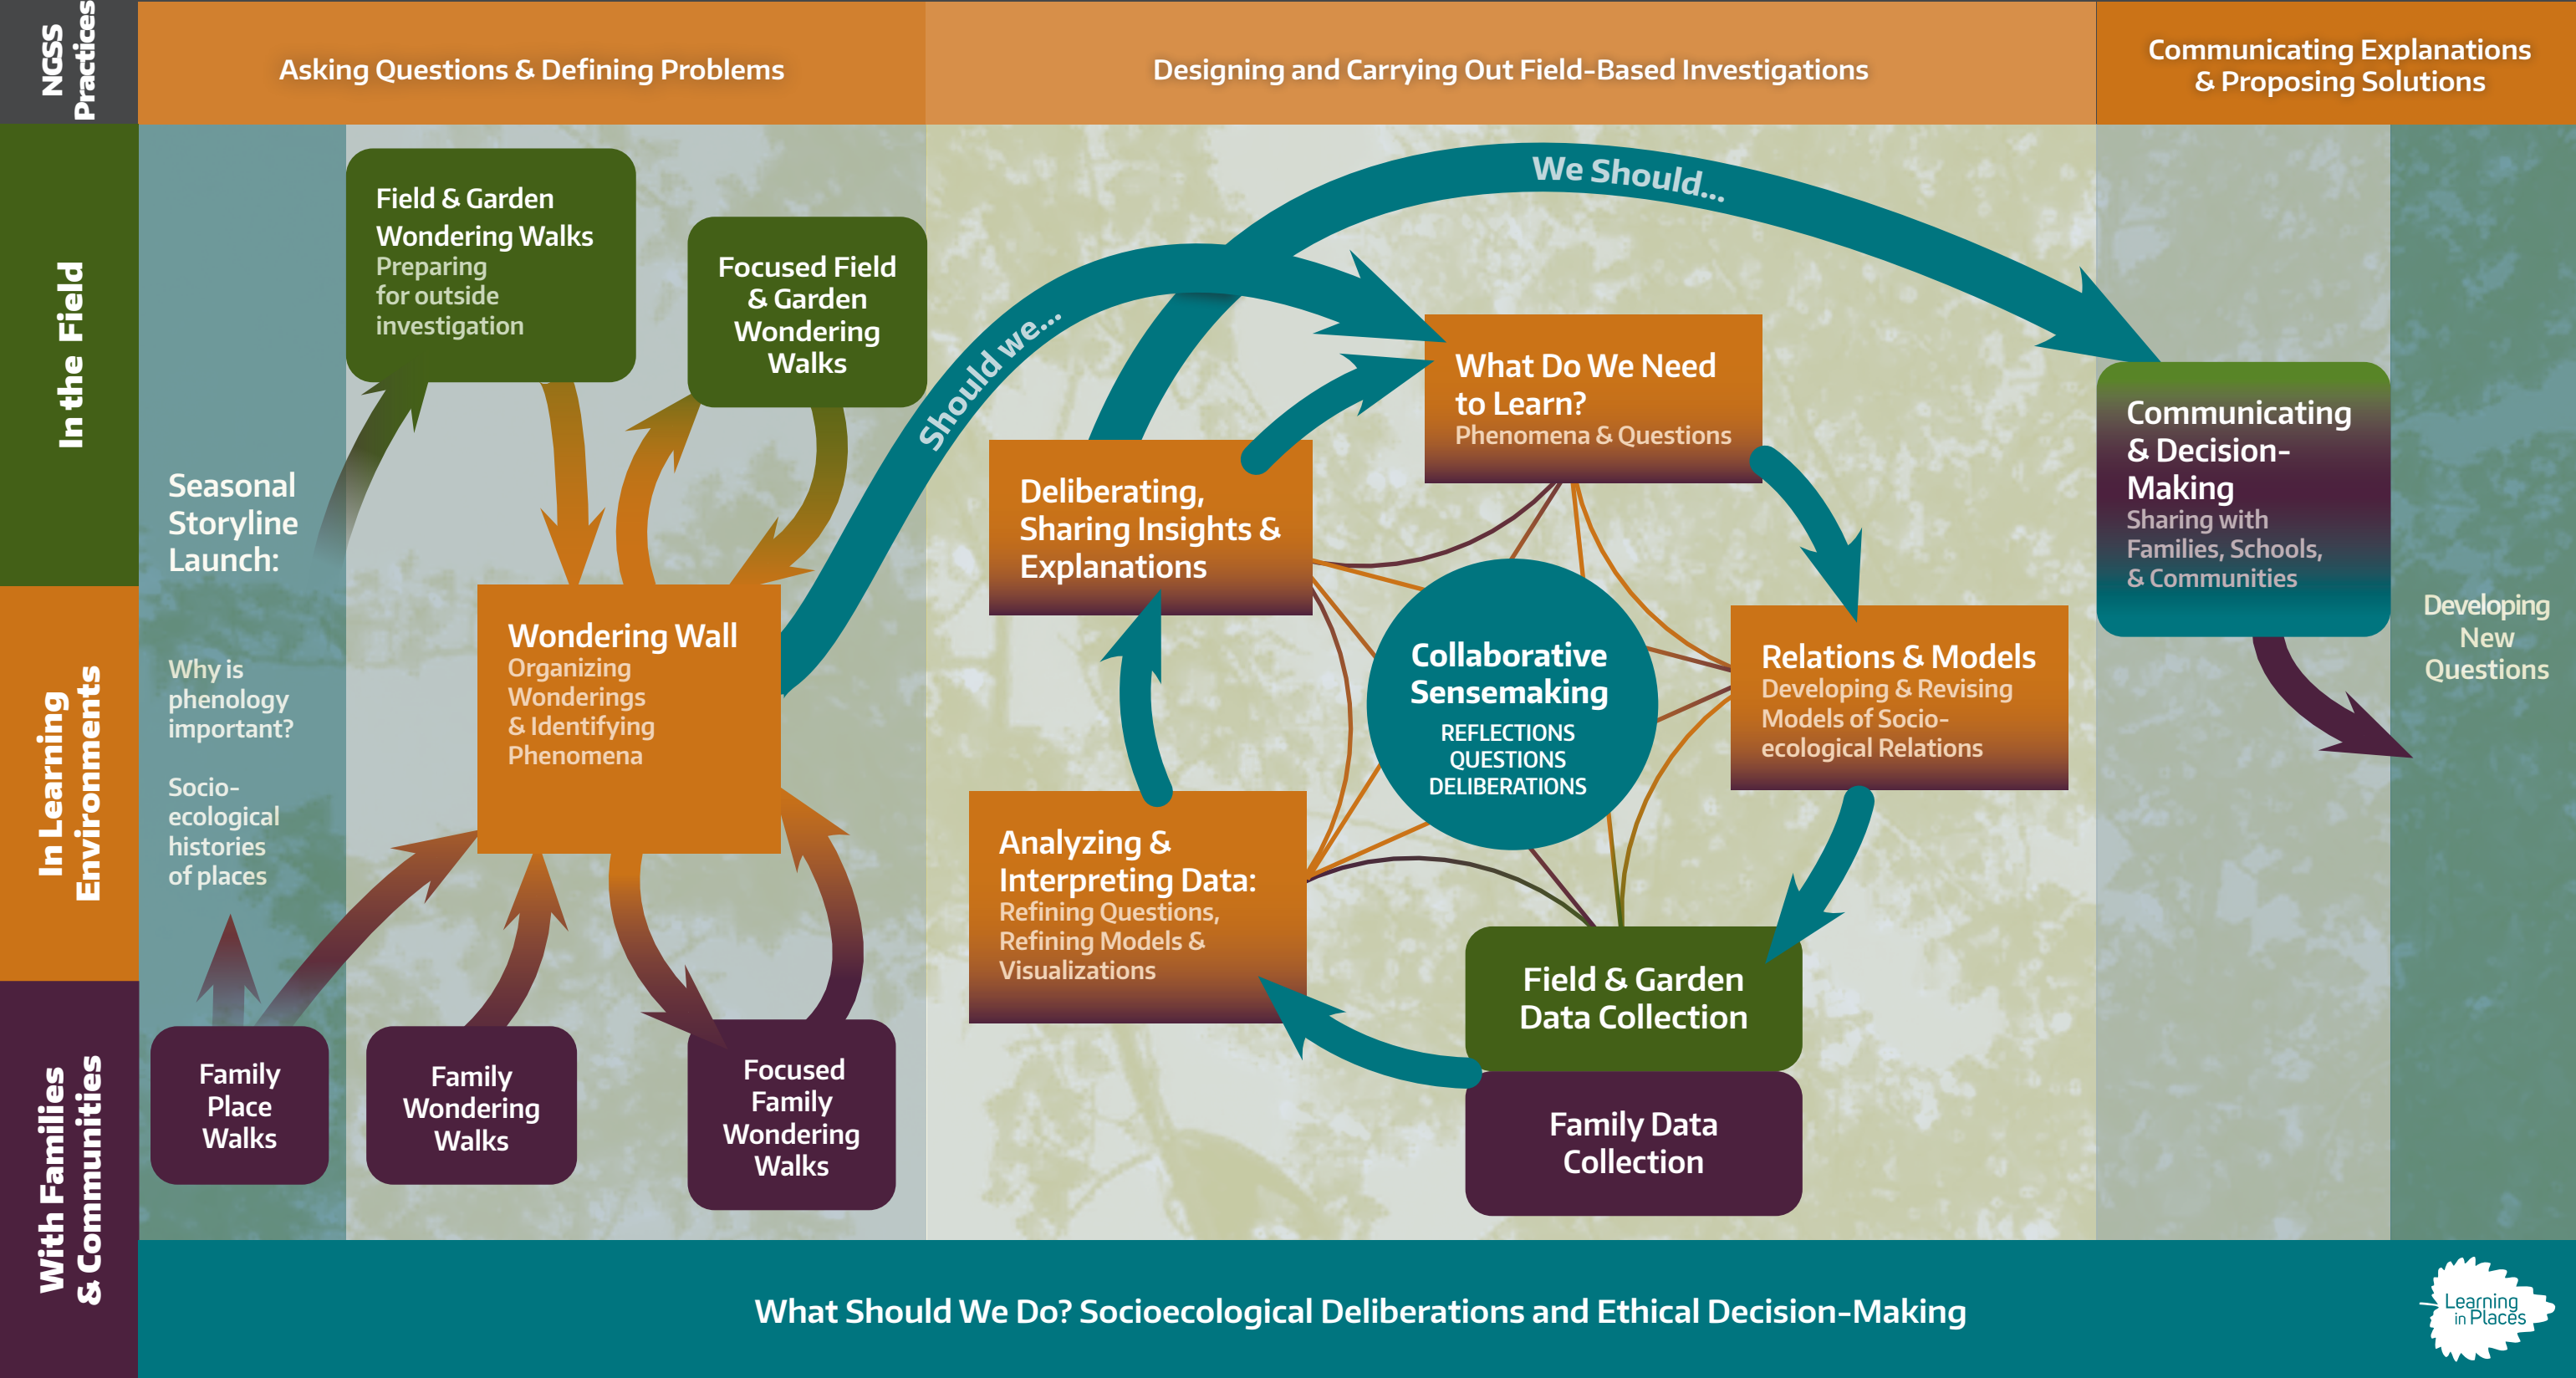 NGSS
Practices
Asking Questions & Defining Problems
Designing and Carrying Out Field-Based Investigations
Communicating Explanations
& Proposing Solutions
In the Field
In Learning
Environments
With Families
& Communities
Seasonal
Storyline
Launch:
Why is
phenology
important?
Socio-
ecological
histories
of places
Field & Garden
Wondering Walks
Preparing
for outside
investigation
Focused Field
& Garden
Wondering
Walks
Wondering Wall
Organizing
Wonderings
& Identifying
Phenomena
Family
Place
Walks
Family
Wondering
Walks
Focused
Family
Wondering
Walks
Should we...
We Should...
What Do We Need
to Learn?
Phenomena & Questions
Deliberating,
Sharing Insights &
Explanations
Collaborative
Sensemaking
REFLECTIONS
QUESTIONS
DELIBERATIONS
Relations & Models
Developing & Revising
Models of Socio-
ecological Relations
Analyzing &
Interpreting Data:
Refining Questions,
Refining Models &
Visualizations
Field & Garden
Data Collection
Family Data
Collection
Communicating
& Decision-
Making
Sharing with
Families, Schools,
& Communities
Developing
New
Questions
What Should We Do? Socioecological Deliberations and Ethical Decision-Making
Learning
in Places